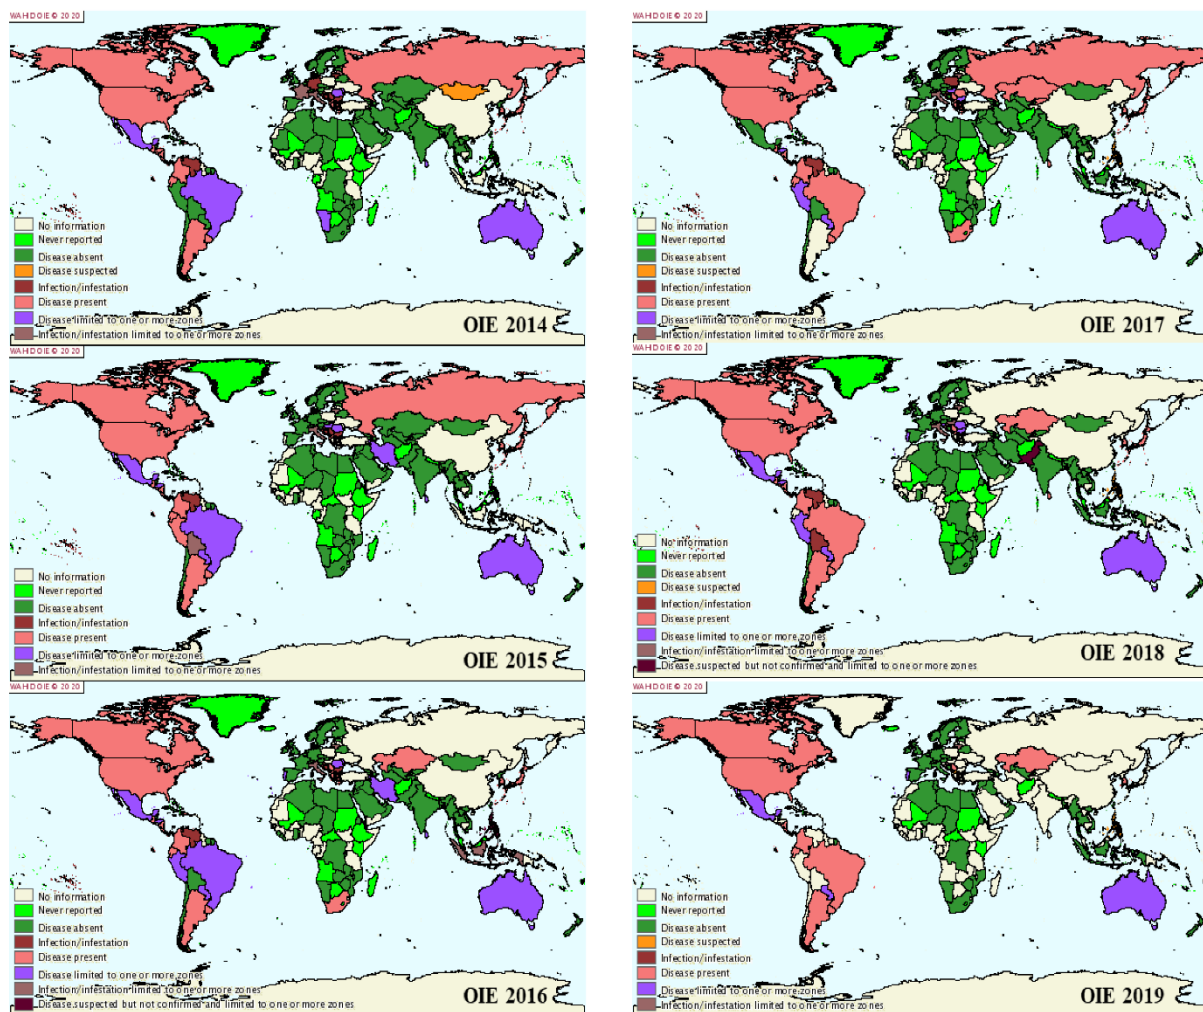 WAHIDOIE © 2020
No information
Never reported
Disease absent
Disease suspected
Infection/infestation
Disease present
Disease limited to one or more zones
Infection/infestation limited to one or more zones
OIE 2014
WAHIDOIE © 2020
No information
Never reported
Disease absent
Disease suspected
Infection/infestation
Disease present
Disease limited to one or more zones
Infection/infestation limited to one or more zones
OIE 2017
WAHIDOIE © 2020
No information
Never reported
Disease absent
Infection/infestation
Disease present
Disease limited to one or more zones
Infection/infestation limited to one or more zones
OIE 2015
WAHIDOIE © 2020
No information
Never reported
Disease absent
Disease suspected
Infection/infestation
Disease present
Disease limited to one or more zones
Infection/infestation limited to one or more zones
Disease suspected but not confirmed and limited to one or more zones
OIE 2018
WAHIDOIE © 2020
No information
Never reported
Disease absent
Infection/infestation
Disease present
Disease limited to one or more zones
Infection/infestation limited to one or more zones
Disease suspected but not confirmed and limited to one or more zones
OIE 2016
WAHIDOIE © 2020
No information
Never reported
Disease absent
Disease suspected
Infection/infestation
Disease present
Disease limited to one or more zones
Infection/infestation limited to one or more zones
OIE 2019